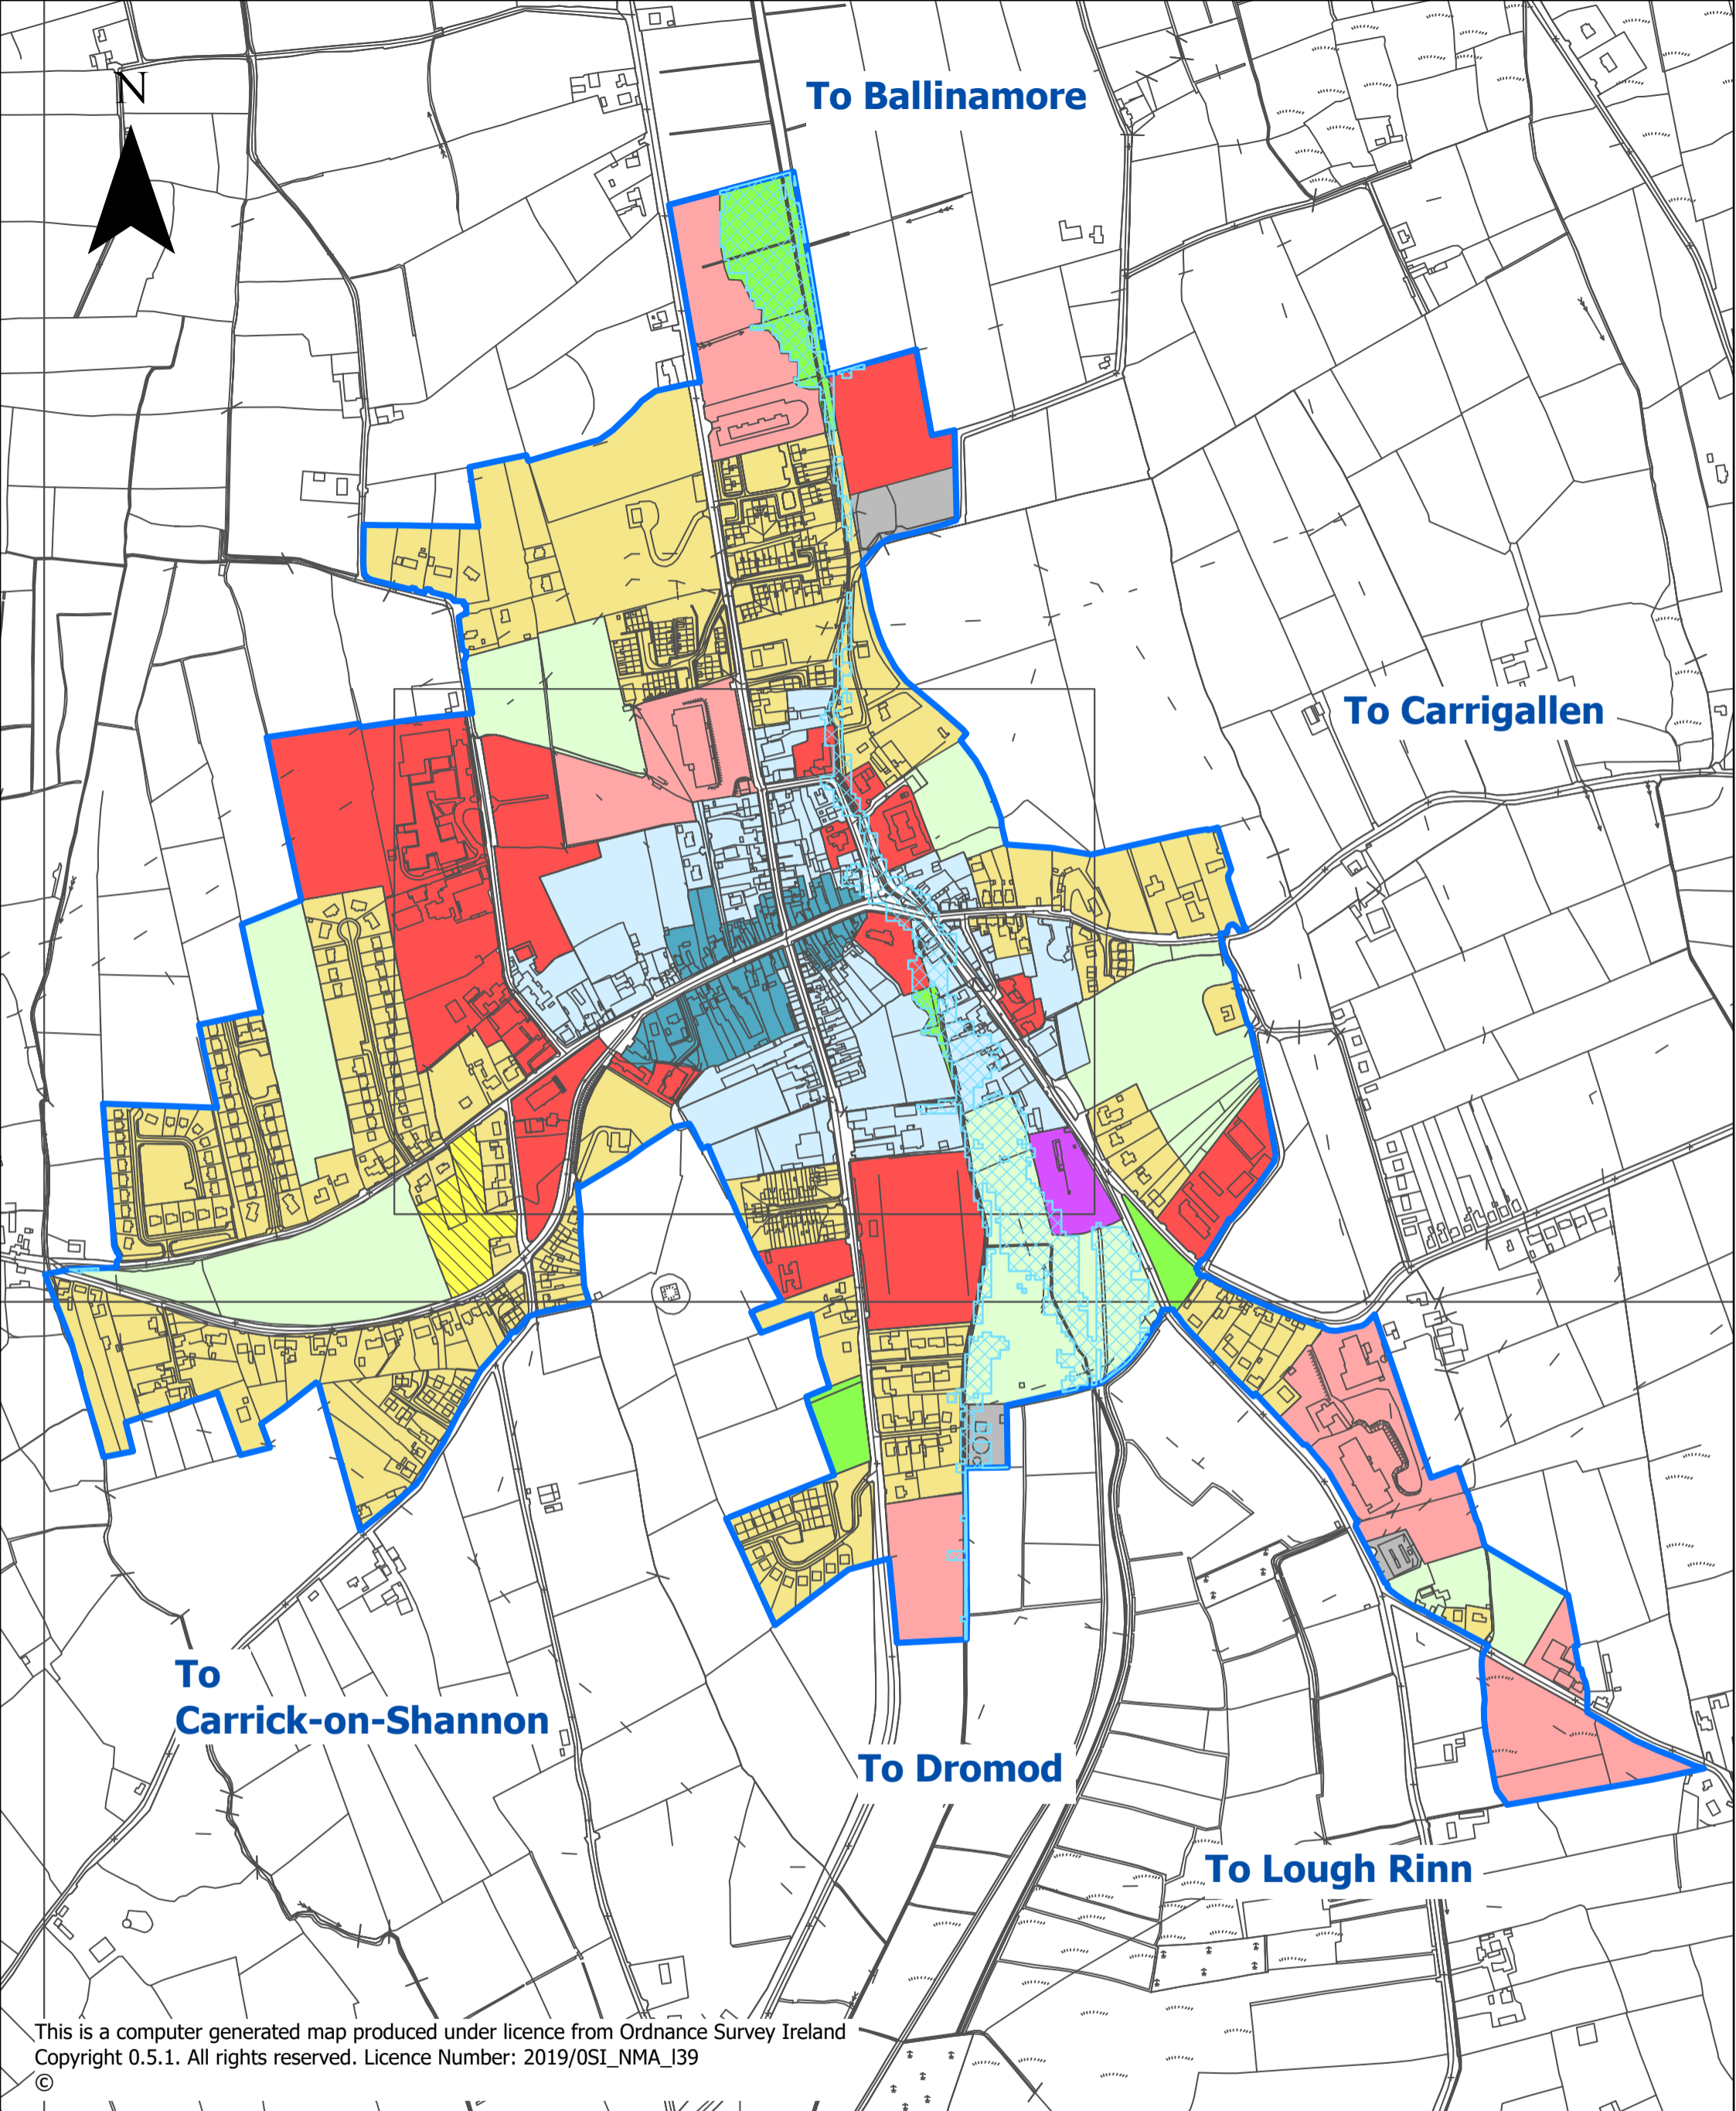 N
To Ballinamore
To Carrigallen
To
Carrick-on-Shannon
To Dromod
To Lough Rinn
This is a computer generated map produced under licence from Ordnance Survey Ireland
Copyright 0.5.1. All rights reserved. Licence Number: 2019/0SI_NMA_l39
©